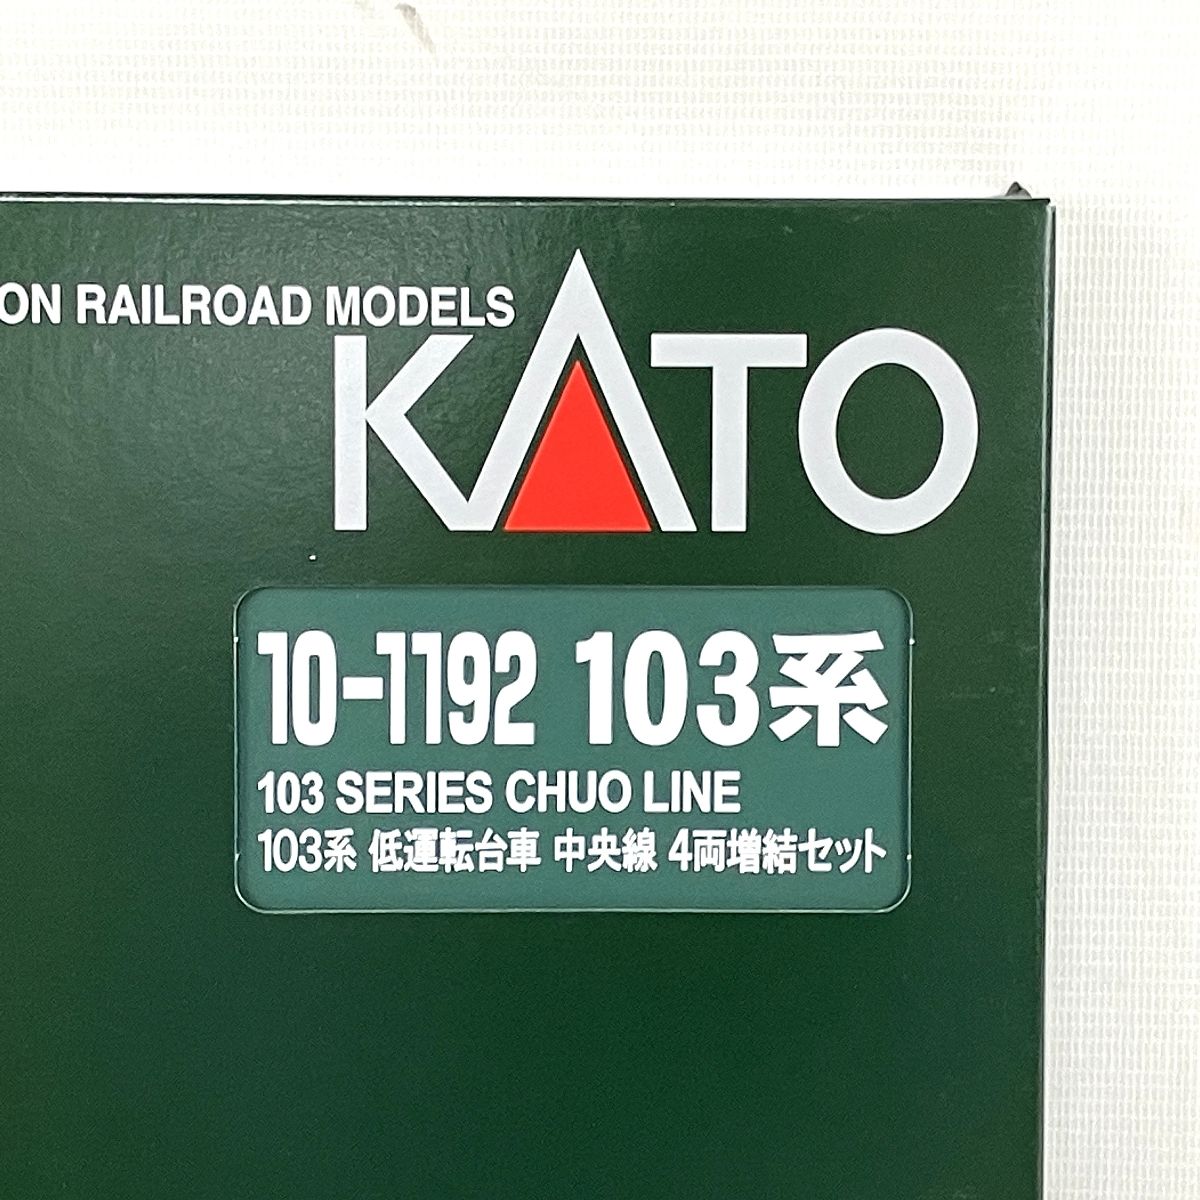 ON RAILROAD MODELS
KATO
10-1192 103系
103 SERIES CHUO LINE
103系 低運転台車 中央線 4両増結セット